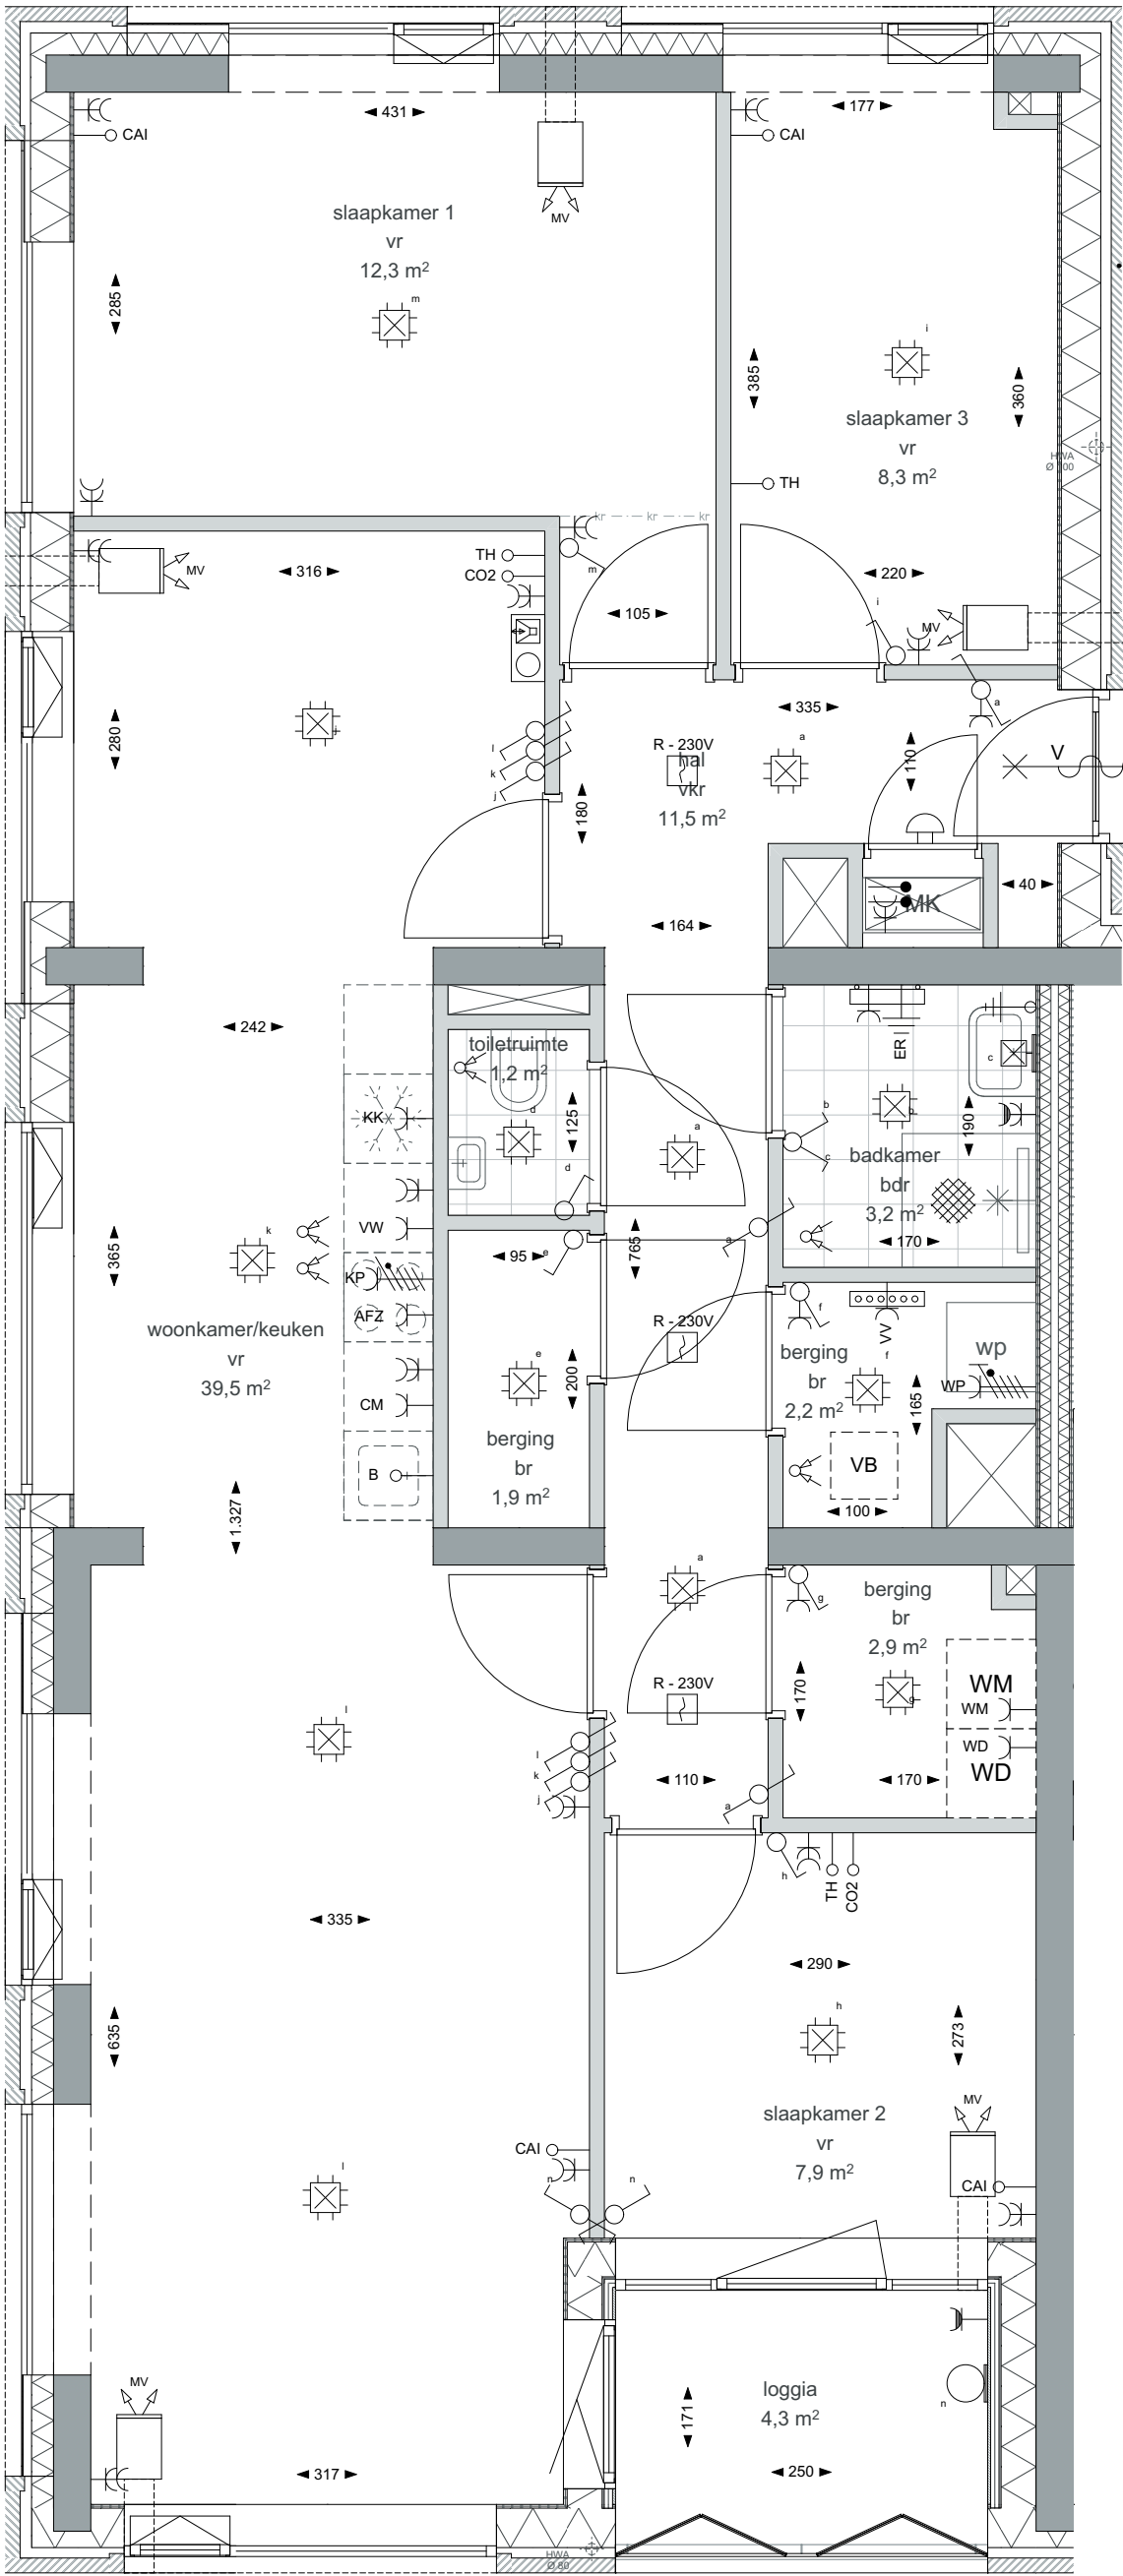 431
177
CAI
CAI
MV
slaapkamer 1
vr
12,3 m²
285
m
i
385
360
slaapkamer 3
vr
8,3 m²
HWA
TH
kr kr kr
TH
CO2
MV
316
m
220
i
105
MV
a
335
280
j
R - 230V
a
110
V
hal
vkr
11,5 m²
l
k
j
180
40
MK
164
242
toiletruimte
1,2 m²
ER
c
KK
d
125
a
b
b
190
c
badkamer
bdr
3,2 m²
d
VW
170
k
365
95
e
765
a
KP
AFZ
R - 230V
f
VV
woonkamer/keuken
vr
39,5 m²
berging
br
2,2 m²
f
wp
WP
e
200
165
CM
berging
br
1,9 m²
B
VB
1.327
100
a
berging
br
2,9 m²
g
WM
WM
WD
WD
R - 230V
170
g
l
l
k
j
110
170
a
h
TH
CO2
335
290
h
273
635
slaapkamer 2
vr
7,9 m²
MV
CAI
CAI
l
n
n
MV
loggia
4,3 m²
n
171
317
250
HWA
Ø 80